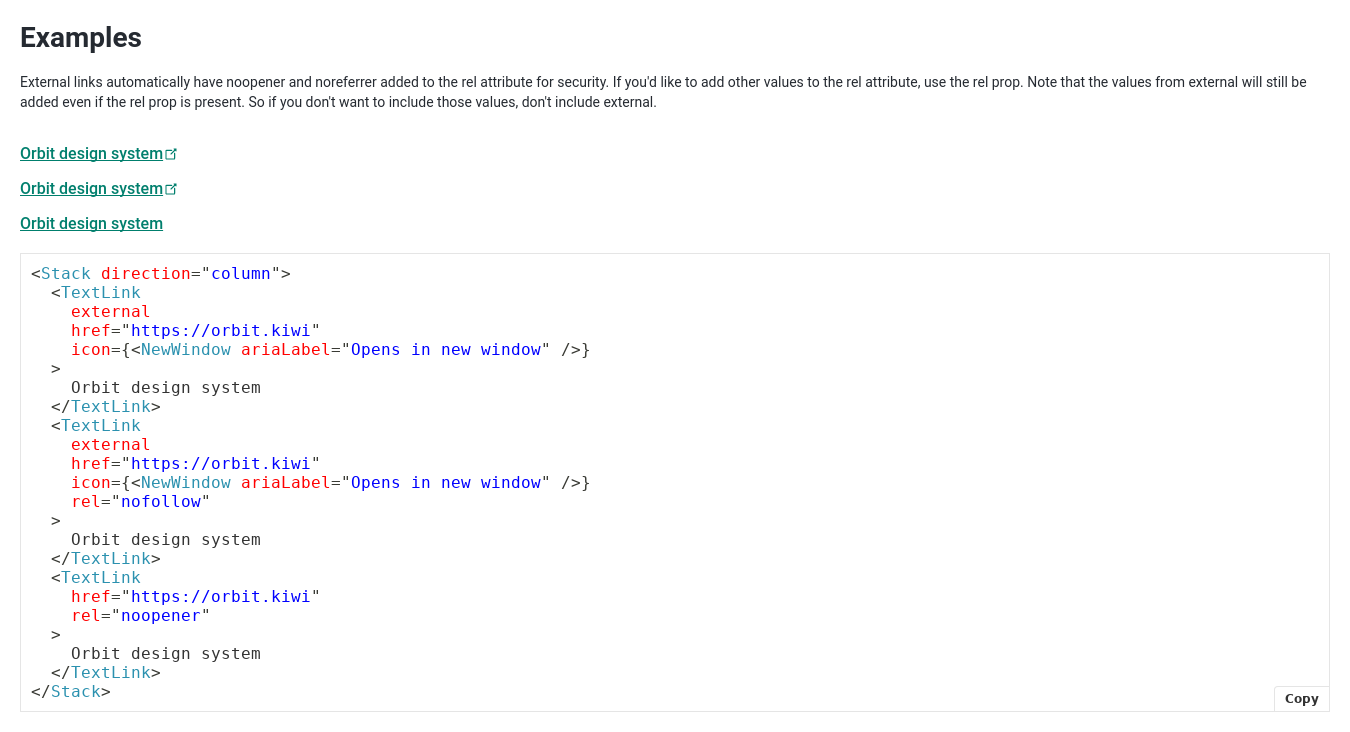 Examples
External links automatically have noopener and noreferrer added to the rel attribute for security. If you'd like to add other values to the rel attribute, use the rel prop. Note that the values from external will still be
added even if the rel prop is present. So if you don't want to include those values, don't include external.
Orbit design system
Orbit design system
Orbit design system
<Stack direction="column">
  <TextLink
    external
    href="https://orbit.kiwi"
    icon={<NewWindow ariaLabel="Opens in new window" />}
  >
    Orbit design system
  </TextLink>
  <TextLink
    external
    href="https://orbit.kiwi"
    icon={<NewWindow ariaLabel="Opens in new window" />}
    rel="nofollow"
  >
    Orbit design system
  </TextLink>
  <TextLink
    href="https://orbit.kiwi"
    rel="noopener"
  >
    Orbit design system
  </TextLink>
</Stack>
Copy